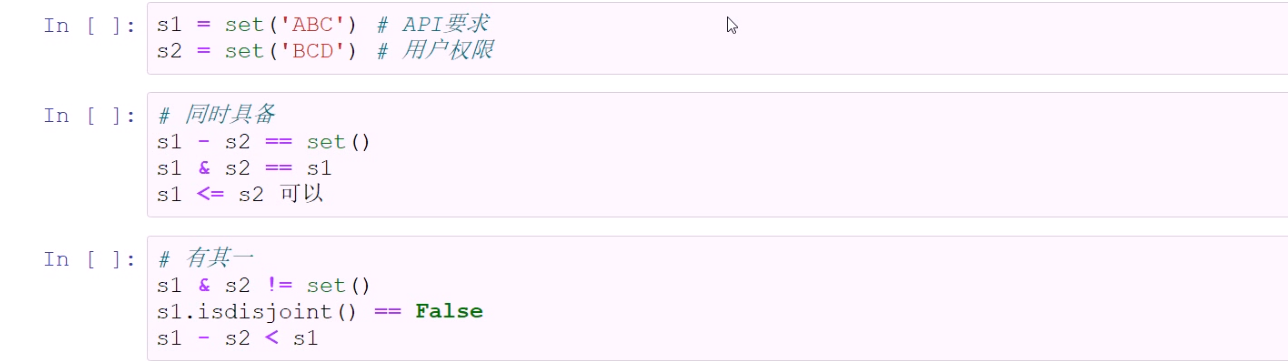 In [ ]: s1 = set('ABC') # API要求
s2 = set('BCD') # 用户权限
In [ ]: # 同时具备
s1 - s2 == set()
s1 & s2 == s1
s1 <= s2 可以
In [ ]: # 有其一
s1 & s2 != set()
s1.isdisjoint() == False
s1 - s2 < s1